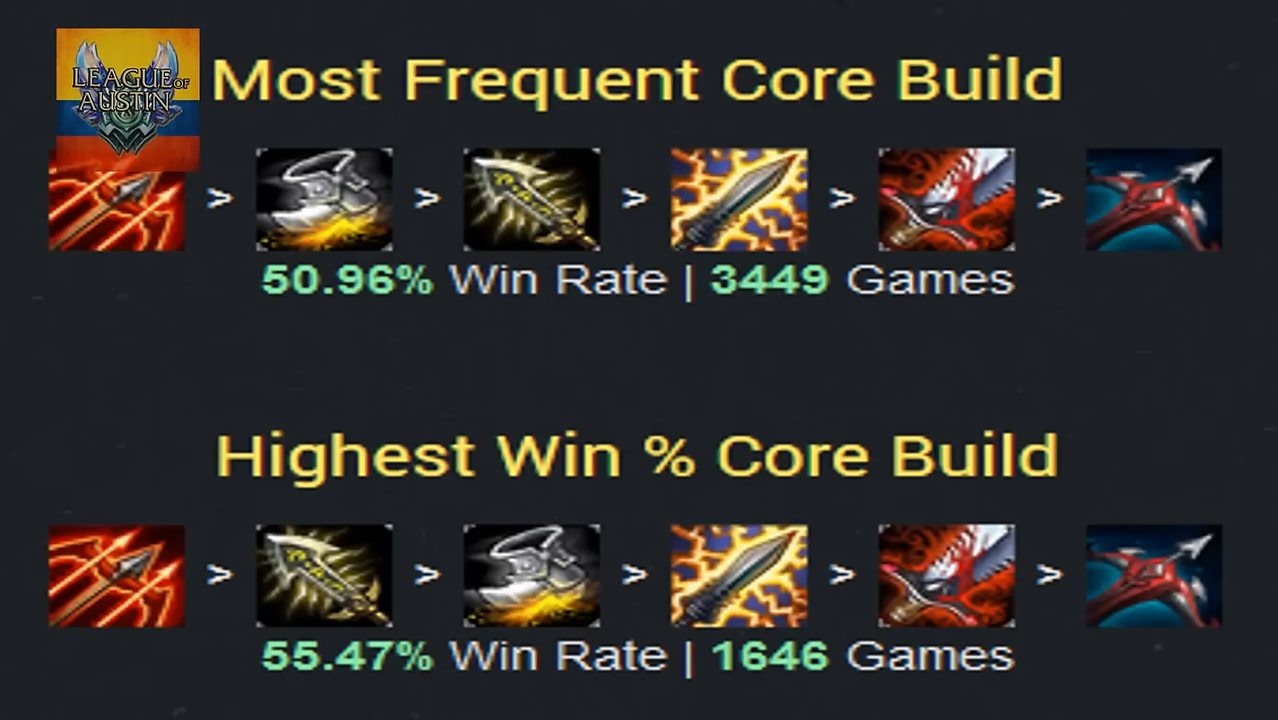 LEAGUE OF
AUSTIN
Most Frequent Core Build
> > > > >
50.96% Win Rate | 3449 Games
Highest Win % Core Build
> > > > >
55.47% Win Rate | 1646 Games